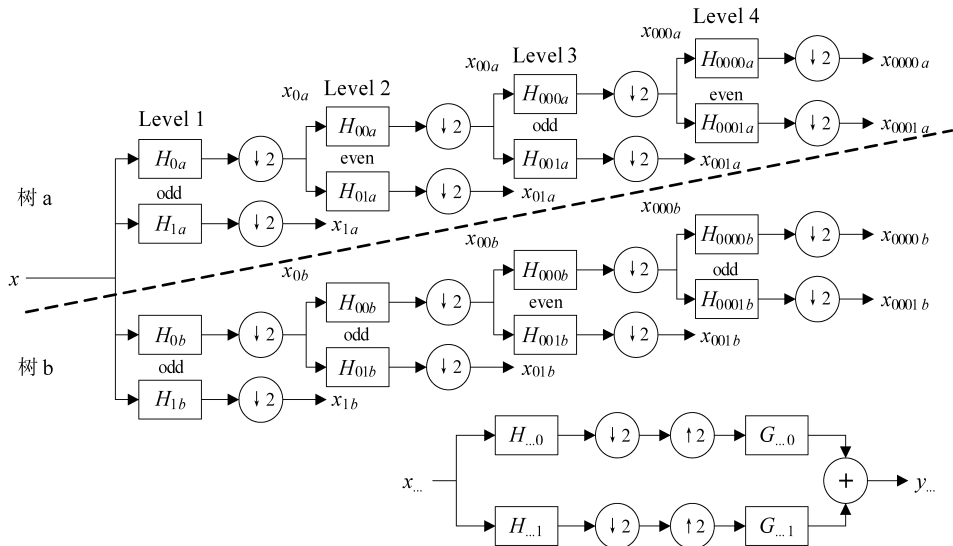 Level 4
x000a
H0000a
↓2
x0000a
Level 3
x00a
H000a
↓2
even
H0001a
↓2
x0001a
Level 2
x0a
H00a
↓2
odd
H001a
↓2
x001a
Level 1
H0a
↓2
even
H01a
↓2
x01a
树 a
odd
H1a
↓2
x1a
x
x000b
H0000b
↓2
x0000b
x00b
H000b
↓2
odd
H0001b
↓2
x0001b
x0b
H00b
↓2
even
H001b
↓2
x001b
H0b
↓2
odd
H01b
↓2
x01b
树 b
odd
H1b
↓2
x1b
H...0
↓2
↑2
G...0
x...
+
y...
H...1
↓2
↑2
G...1